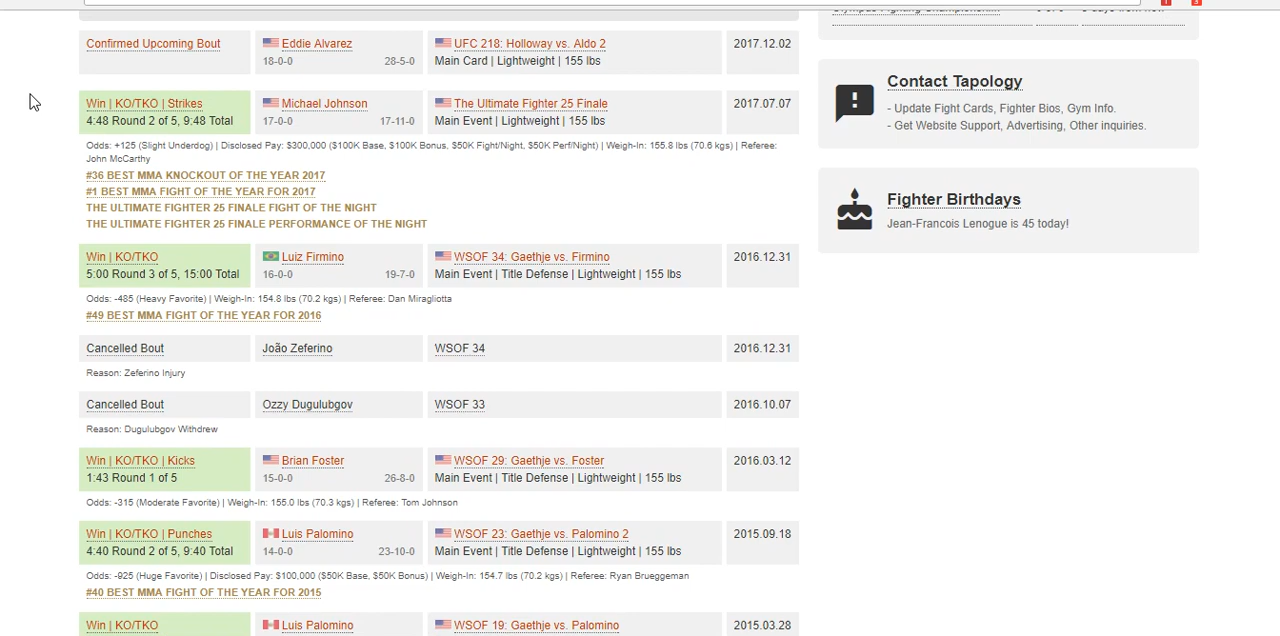 Confirmed Upcoming Bout Eddie Alvarez UFC 218: Holloway vs. Aldo 2 2017.12.02
18-0-0 28-5-0 Main Card | Lightweight | 155 lbs
Win | KO/TKO | Strikes Michael Johnson The Ultimate Fighter 25 Finale 2017.07.07
4:48 Round 2 of 5, 9:48 Total 17-0-0 17-11-0 Main Event | Lightweight | 155 lbs
Odds: +125 (Slight Underdog) | Disclosed Pay: $300,000 ($100K Base, $100K Bonus, $50K Fight/Night, $50K Perf/Night) | Weigh-In: 155.8 lbs (70.6 kgs) | Referee:
John McCarthy
#36 BEST MMA KNOCKOUT OF THE YEAR 2017
#1 BEST MMA FIGHT OF THE YEAR FOR 2017
THE ULTIMATE FIGHTER 25 FINALE FIGHT OF THE NIGHT
THE ULTIMATE FIGHTER 25 FINALE PERFORMANCE OF THE NIGHT
Win | KO/TKO Luiz Firmino WSOF 34: Gaethje vs. Firmino 2016.12.31
5:00 Round 3 of 5, 15:00 Total 16-0-0 19-7-0 Main Event | Title Defense | Lightweight | 155 lbs
Odds: -485 (Heavy Favorite) | Weigh-In: 154.8 lbs (70.2 kgs) | Referee: Dan Miragliotta
#49 BEST MMA FIGHT OF THE YEAR FOR 2016
Cancelled Bout João Zeferino WSOF 34 2016.12.31
Reason: Zeferino Injury
Cancelled Bout Ozzy Dugulubgov WSOF 33 2016.10.07
Reason: Dugulubgov Withdrew
Win | KO/TKO | Kicks Brian Foster WSOF 29: Gaethje vs. Foster 2016.03.12
1:43 Round 1 of 5 15-0-0 26-8-0 Main Event | Title Defense | Lightweight | 155 lbs
Odds: -315 (Moderate Favorite) | Weigh-In: 155.0 lbs (70.3 kgs) | Referee: Tom Johnson
Win | KO/TKO | Punches Luis Palomino WSOF 23: Gaethje vs. Palomino 2 2015.09.18
4:40 Round 2 of 5, 9:40 Total 14-0-0 23-10-0 Main Event | Title Defense | Lightweight | 155 lbs
Odds: -925 (Huge Favorite) | Disclosed Pay: $100,000 ($50K Base, $50K Bonus) | Weigh-In: 154.7 lbs (70.2 kgs) | Referee: Ryan Brueggeman
#40 BEST MMA FIGHT OF THE YEAR FOR 2015
Win | KO/TKO Luis Palomino WSOF 19: Gaethje vs. Palomino 2015.03.28
Contact Tapology
- Update Fight Cards, Fighter Bios, Gym Info.
- Get Website Support, Advertising, Other inquiries.
Fighter Birthdays
Jean-Francois Lenogue is 45 today!